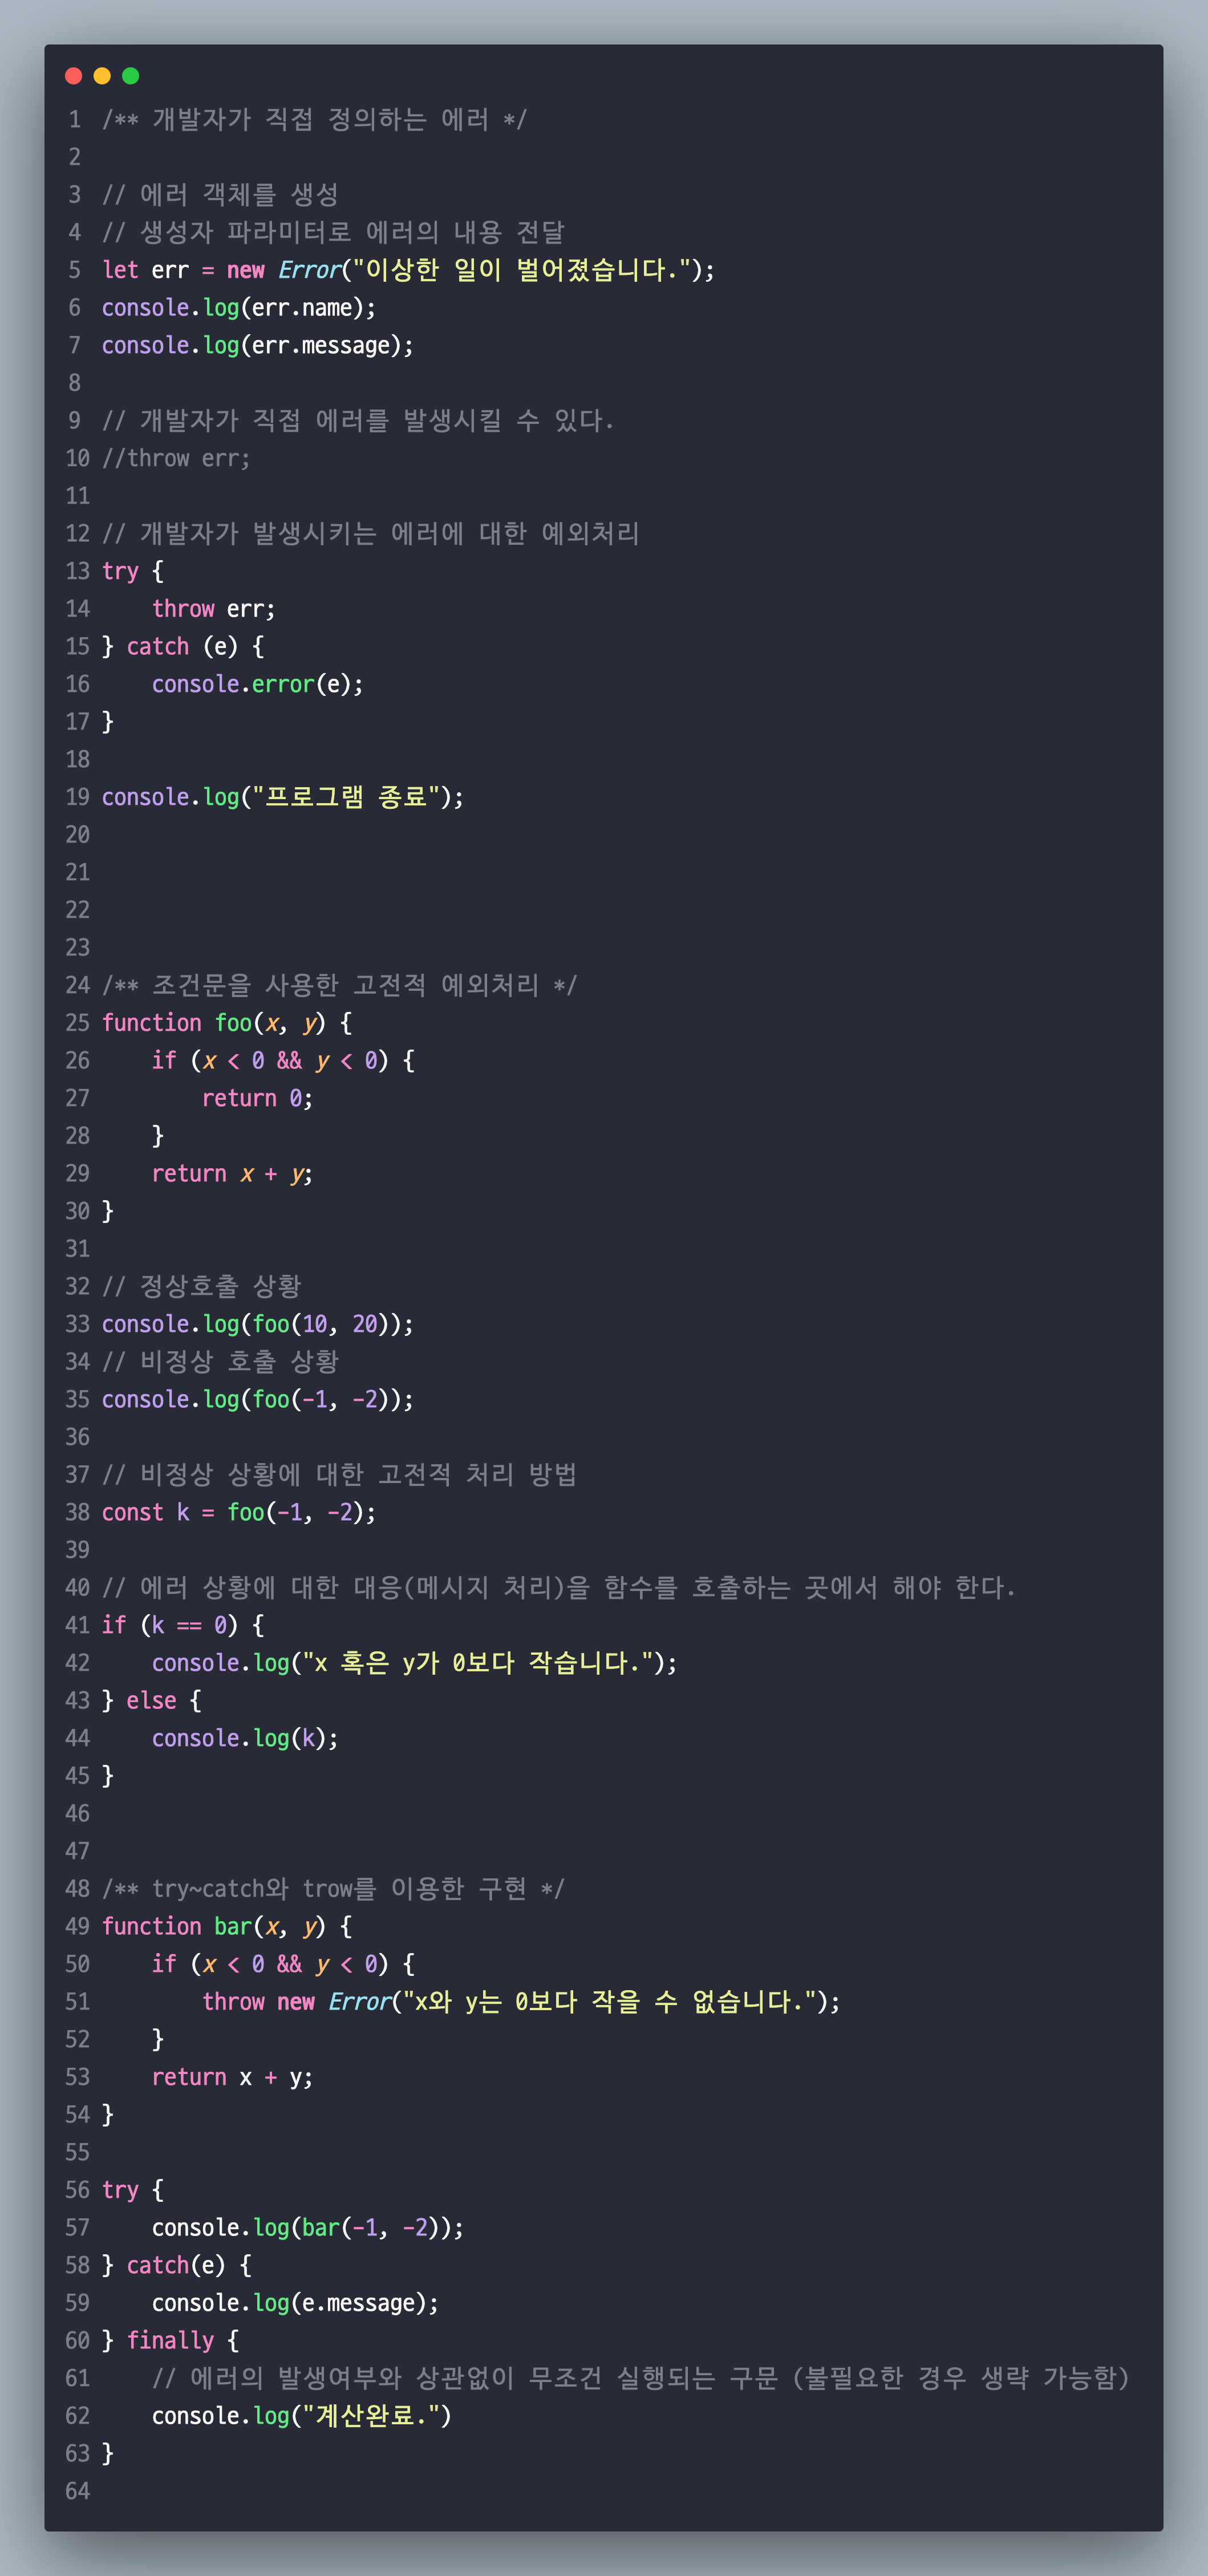 1 /** 개발자가 직접 정의하는 에러 */
2
3 // 에러 객체를 생성
4 // 생성자 파라미터로 에러의 내용 전달
5 let err = new Error("이상한 일이 벌어졌습니다.");
6 console.log(err.name);
7 console.log(err.message);
8
9 // 개발자가 직접 에러를 발생시킬 수 있다.
10 //throw err;
11
12 // 개발자가 발생시키는 에러에 대한 예외처리
13 try {
14     throw err;
15 } catch (e) {
16     console.error(e);
17 }
18
19 console.log("프로그램 종료");
20
21
22
23
24 /** 조건문을 사용한 고전적 예외처리 */
25 function foo(x, y) {
26     if (x < 0 && y < 0) {
27         return 0;
28     }
29     return x + y;
30 }
31
32 // 정상호출 상황
33 console.log(foo(10, 20));
34 // 비정상 호출 상황
35 console.log(foo(-1, -2));
36
37 // 비정상 상황에 대한 고전적 처리 방법
38 const k = foo(-1, -2);
39
40 // 에러 상황에 대한 대응(메시지 처리)을 함수를 호출하는 곳에서 해야 한다.
41 if (k == 0) {
42     console.log("x 혹은 y가 0보다 작습니다.");
43 } else {
44     console.log(k);
45 }
46
47
48 /** try~catch와 trow를 이용한 구현 */
49 function bar(x, y) {
50     if (x < 0 && y < 0) {
51         throw new Error("x와 y는 0보다 작을 수 없습니다.");
52     }
53     return x + y;
54 }
55
56 try {
57     console.log(bar(-1, -2));
58 } catch(e) {
59     console.log(e.message);
60 } finally {
61     // 에러의 발생여부와 상관없이 무조건 실행되는 구문 (불필요한 경우 생략 가능함)
62     console.log("계산완료.")
63 }
64